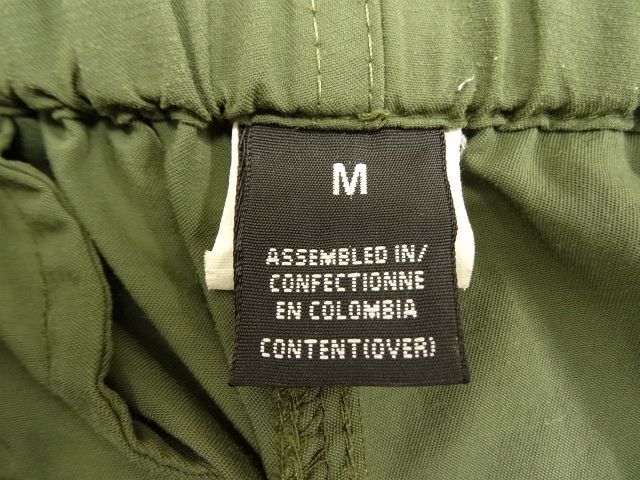 M
ASSEMBLED IN/
CONFECTIONNE
EN COLOMBIA
CONTENT(OVER)